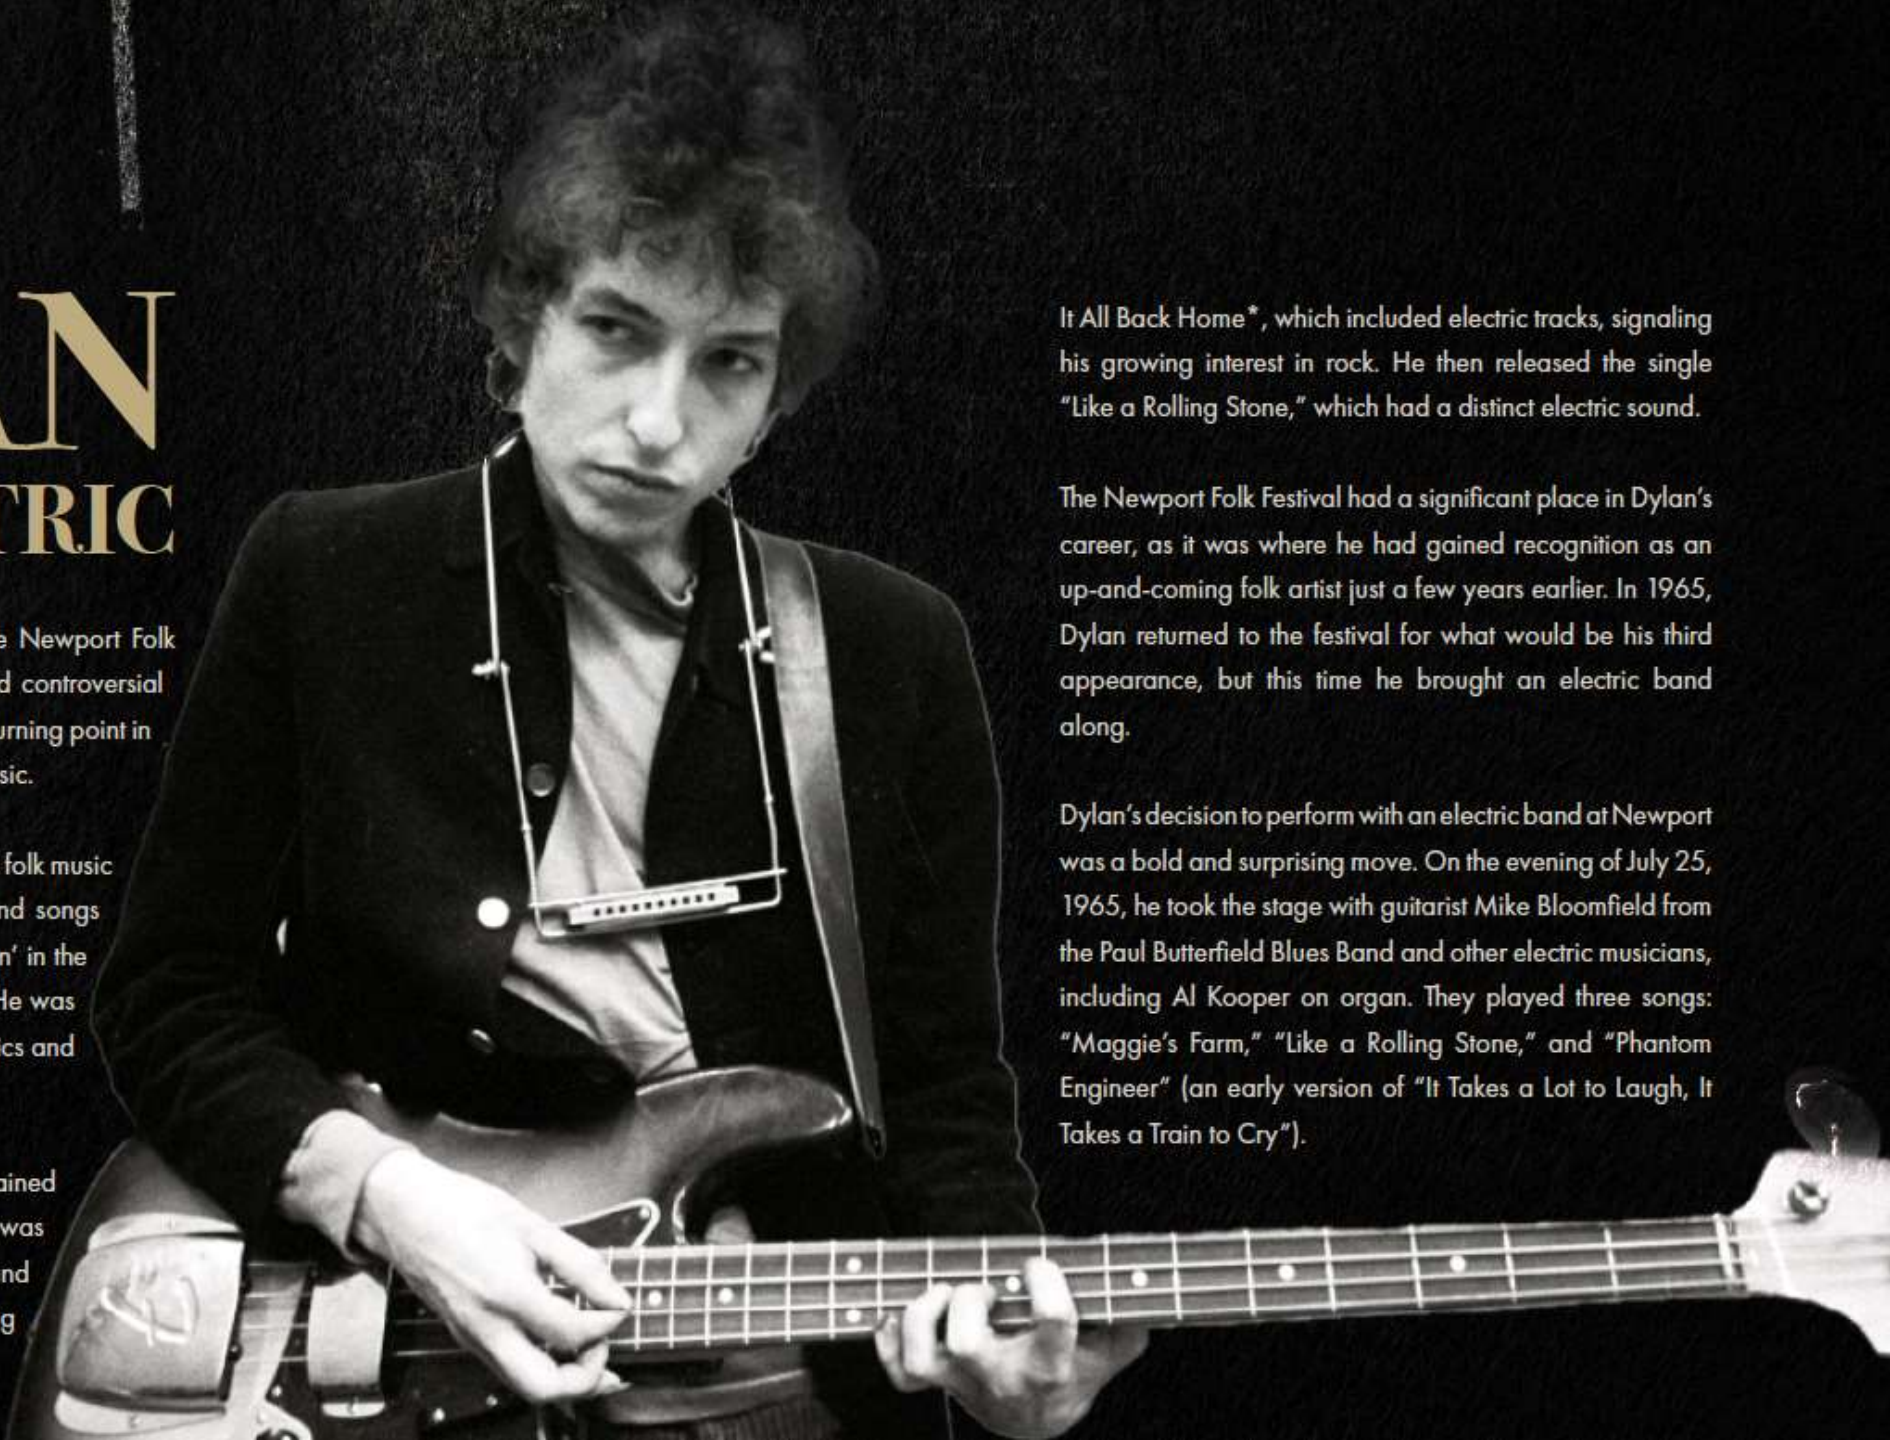 AN
TRIC
e Newport Folk
d controversial
urning point in
sic.
folk music
nd songs
n’ in the
He was
ics and
ained
was
nd
g
It All Back Home*, which included electric tracks, signaling
his growing interest in rock. He then released the single
“Like a Rolling Stone,” which had a distinct electric sound.
The Newport Folk Festival had a significant place in Dylan’s
career, as it was where he had gained recognition as an
up-and-coming folk artist just a few years earlier. In 1965,
Dylan returned to the festival for what would be his third
appearance, but this time he brought an electric band
along.
Dylan’s decision to perform with an electric band at Newport
was a bold and surprising move. On the evening of July 25,
1965, he took the stage with guitarist Mike Bloomfield from
the Paul Butterfield Blues Band and other electric musicians,
including Al Kooper on organ. They played three songs:
“Maggie’s Farm,” “Like a Rolling Stone,” and “Phantom
Engineer” (an early version of “It Takes a Lot to Laugh, It
Takes a Train to Cry”).